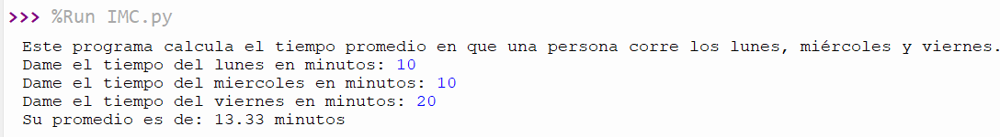 >>> %Run IMC.py
Este programa calcula el tiempo promedio en que una persona corre los lunes, miércoles y viernes.
Dame el tiempo del lunes en minutos: 10
Dame el tiempo del miercoles en minutos: 10
Dame el tiempo del viernes en minutos: 20
Su promedio es de: 13.33 minutos